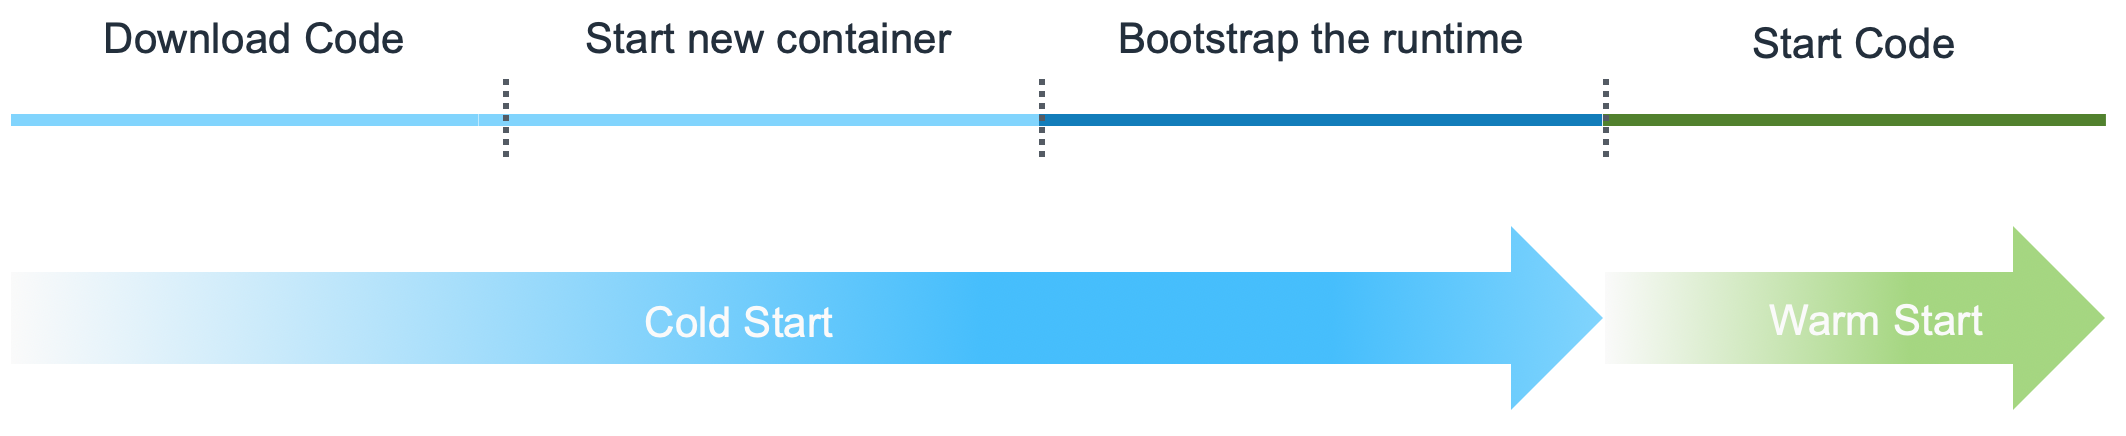 Download Code
Start new container
Bootstrap the runtime
Start Code
Cold Start
Warm Start